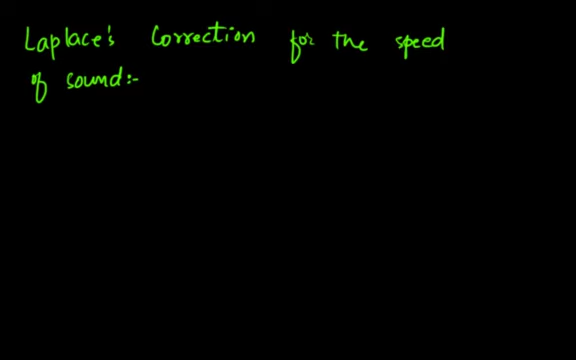 Laplace's Correction for the speed
of sound:-